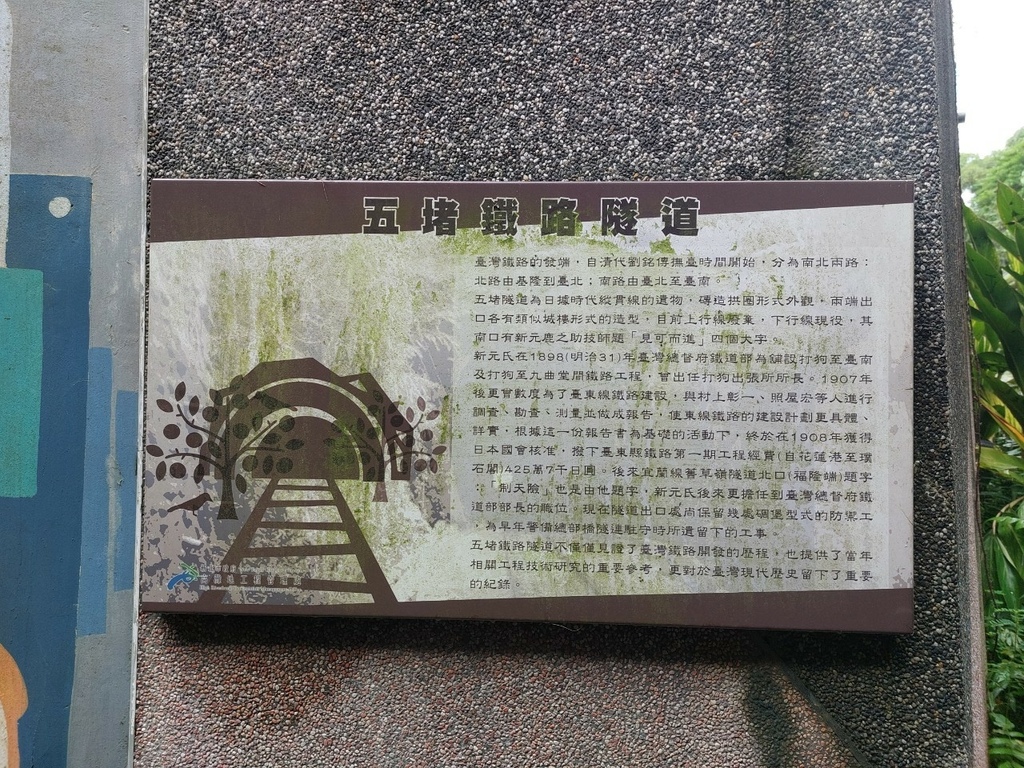 五堵鐵路隧道
臺灣鐵路的發端，自清代劉銘傳撫臺時間開始，分為南北兩路：
北路由基隆到臺北；南路由臺北至臺南。
五堵隧道為日據時代縱貫線的遺物，磚造拱圈形式外觀，兩端出
口各有類似城樓形式的造型，目前上行線廢棄，下行線現役，其
南口有新元鹿之助技師題「見可而進」四個大字。
新元氏在1898(明治31)年臺灣總督府鐵道部為鋪設打狗至臺南
及打狗至九曲堂間鐵路工程，曾出任打狗出張所所長。1907年
後更曾數度為了臺東線鐵路建設，與村上彰一、照屋宏等人進行
調查、勘查、測量並做成報告，使東線鐵路的建設計劃更具體、
詳實，根據這一份報告書為基礎的活動下，終於在1908年獲得
日本國會核准，撥下臺東縣鐵路第一期工程經費(自花蓮港至璞
石閣)425萬7千日圓。後來宜蘭線舊草嶺隧道北口(福隆端)題字
：「制天險」也是由他題字，新元氏後來更擔任到臺灣總督府鐵
道部部長的職位。現在隧道出口處尚保留幾處碉堡型式的防禦工
，為早年警備總部橋隧連駐守時所遺留下的工事。
五堵鐵路隧道不僅僅見證了臺灣鐵路開發的歷程，也提供了當年
相關工程技術研究的重要參考，更對於臺灣現代歷史留下了重要
的紀錄。